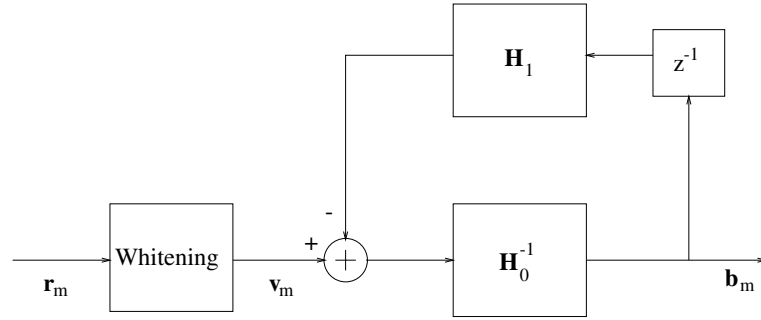 H₁
z⁻¹
-
+
Whitening
H₀⁻¹
rₘ
vₘ
bₘ